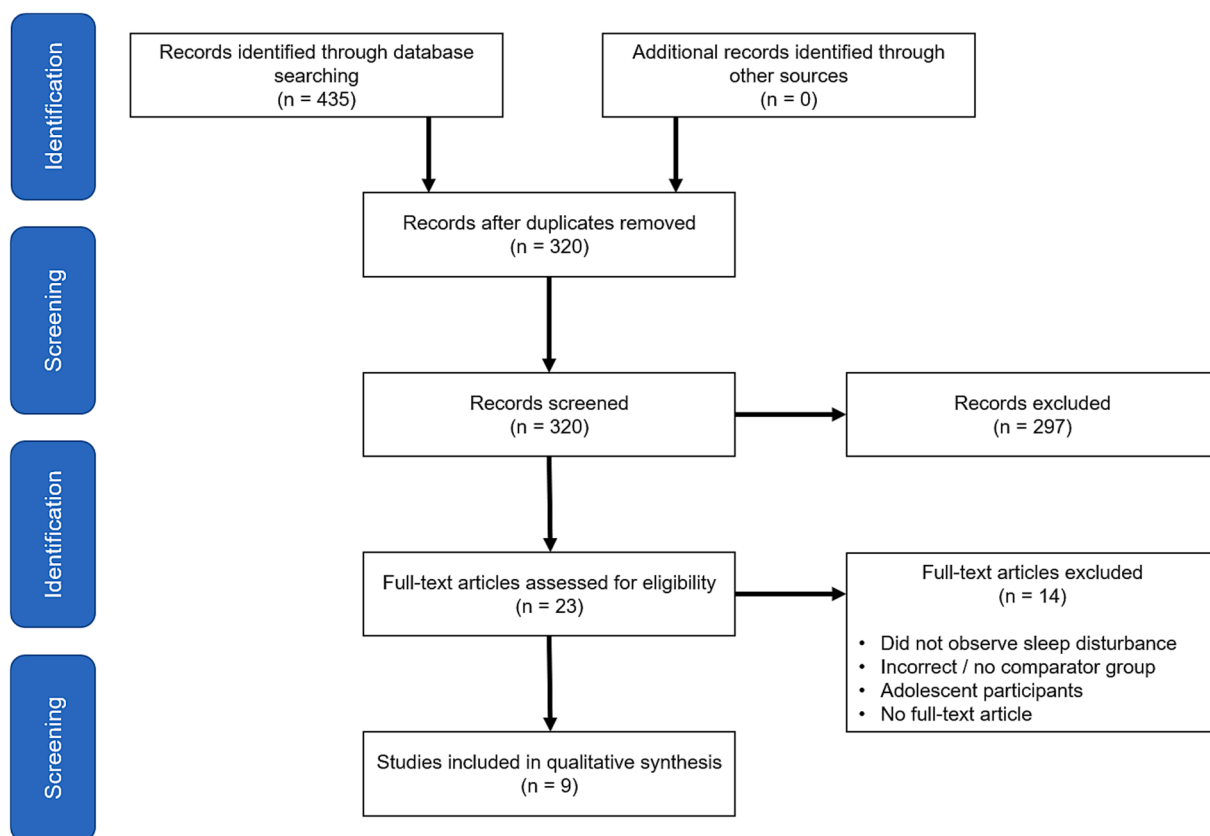 Identification
Records identified through database
searching
(n = 435)
Additional records identified through
other sources
(n = 0)
Records after duplicates removed
(n = 320)
Screening
Records screened
(n = 320)
Records excluded
(n = 297)
Identification
Full-text articles assessed for eligibility
(n = 23)
Full-text articles excluded
(n = 14)
• Did not observe sleep disturbance
• Incorrect / no comparator group
• Adolescent participants
• No full-text article
Screening
Studies included in qualitative synthesis
(n = 9)